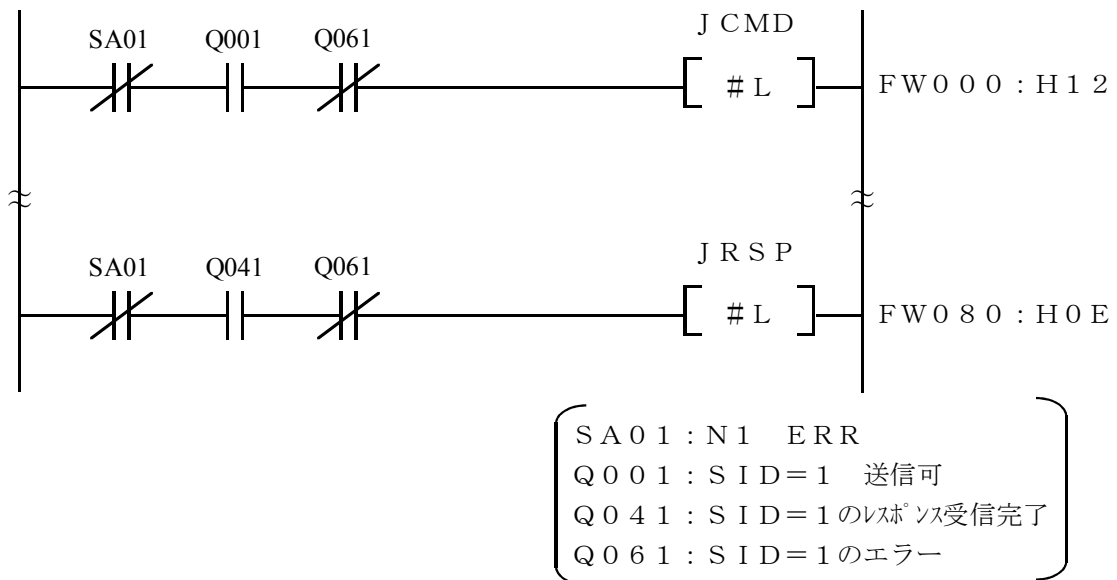 J CMD
SA01 Q001 Q061
[ #L ] FW000:H12
≈ ≈
JRSP
SA01 Q041 Q061
[ #L ] FW080:H0E
SA01:N1 ERR
Q001:SID=1 送信可
Q041:SID=1のﾚｽﾎﾟﾝｽ受信完了
Q061:SID=1のエラー